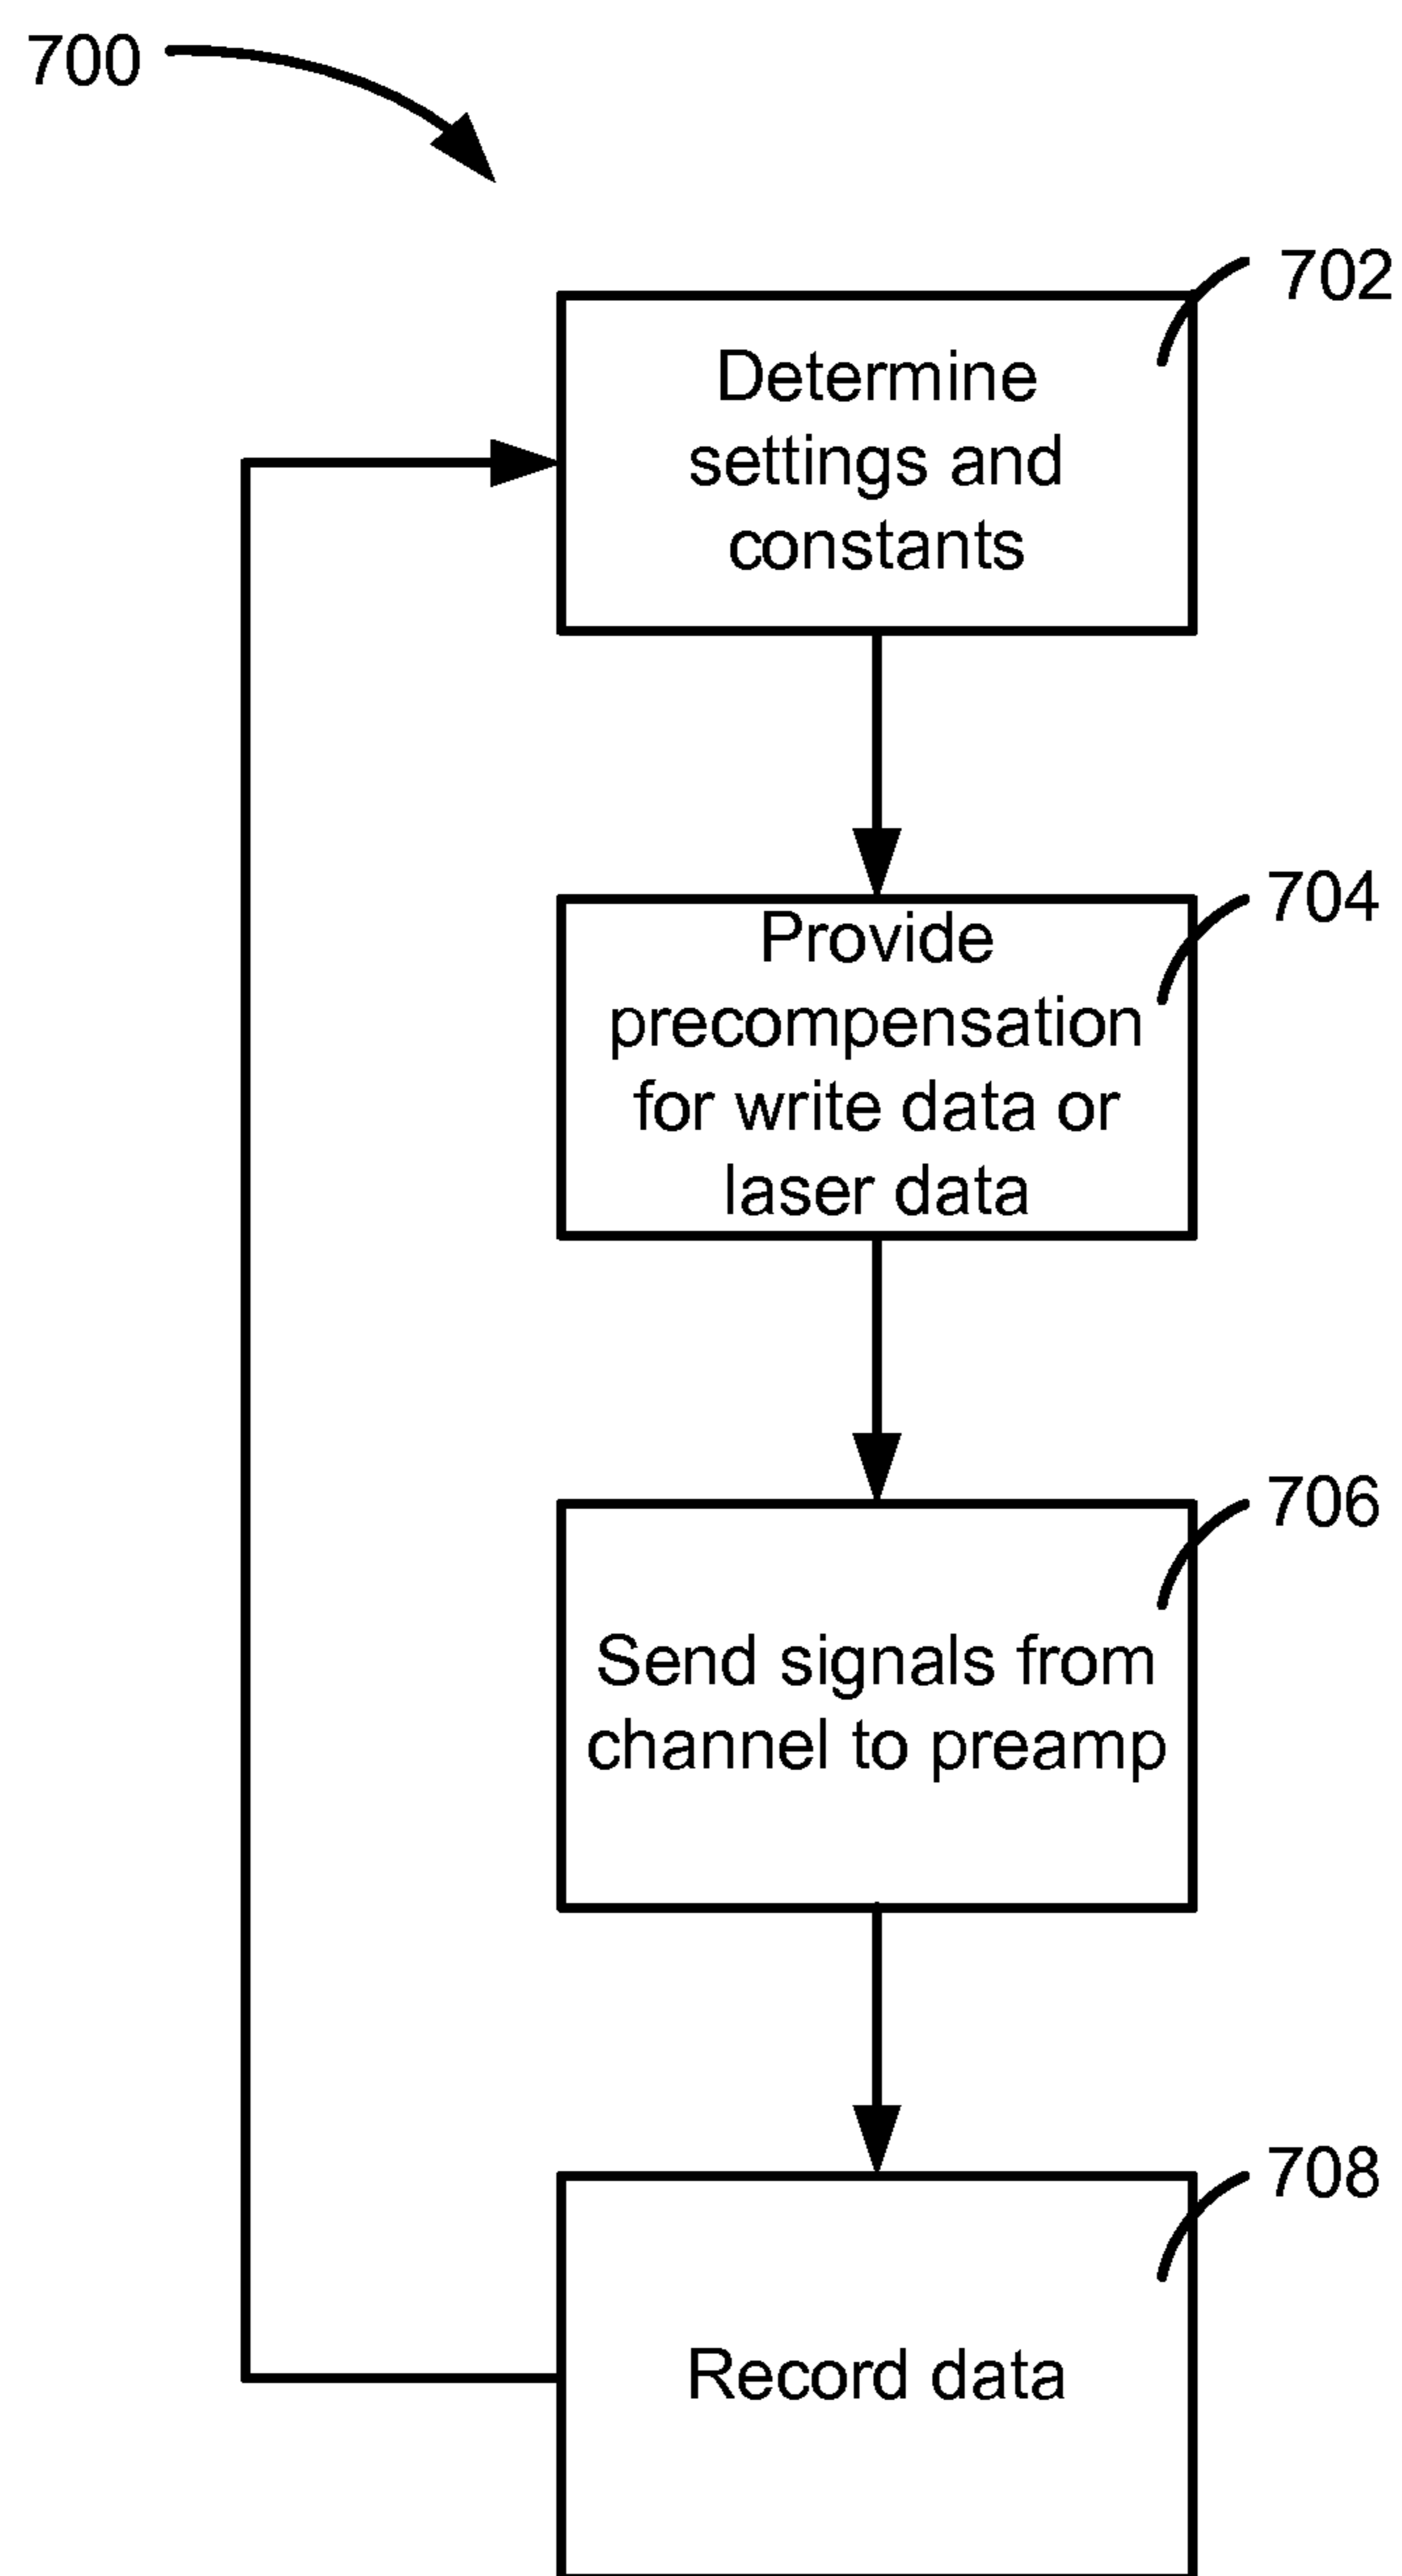 700
702
Determine
settings and
constants
704
Provide
precompensation
for write data or
laser data
706
Send signals from
channel to preamp
708
Record data